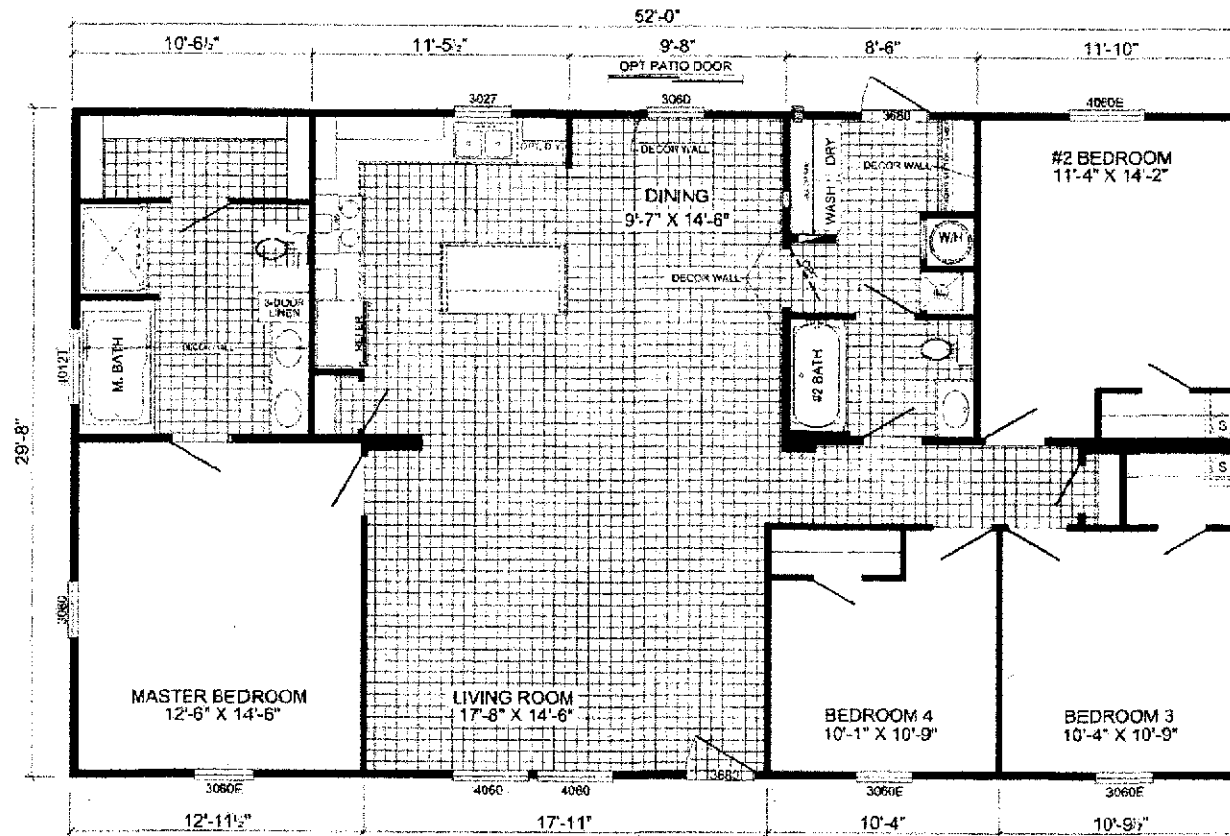 52'-0"
10'-6½"
11'-5½"
9'-8"
8'-6"
11'-10"
OPT PATIO DOOR
3027
3060
3680
4060E
29'-8"
DECOR WALL
WASH
DRY
DECOR WALL
#2 BEDROOM
11'-4" X 14'-2"
DINING
9'-7" X 14'-6"
W/H
DECOR WALL
3-DOOR
LINEN
M. BATH
1012T
#2 BATH
S
S
3060
MASTER BEDROOM
12'-6" X 14'-6"
LIVING ROOM
17'-8" X 14'-6"
BEDROOM 4
10'-1" X 10'-9"
BEDROOM 3
10'-4" X 10'-9"
3680
3060E
4060
4060
3060E
3060E
12'-11½"
17'-11"
10'-4"
10'-9½"